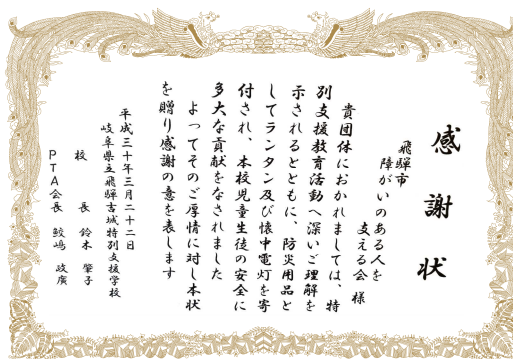 感謝状
飛騨市
障がいのある人を
支える会 様
貴団体におかれましては、特
別支援教育活動へ深いご理解を
示されるとともに、防災用品と
してランタン及び懐中電灯を寄
付され、本校児童生徒の安全に
多大な貢献をなされました
よってそのご厚情に対し本状
を贈り感謝の意を表します
平成三十年三月二十二日
岐阜県立飛騨吉城特別支援学校
校 長 鈴木 肇子
PTA会長 鮫嶋 政廣